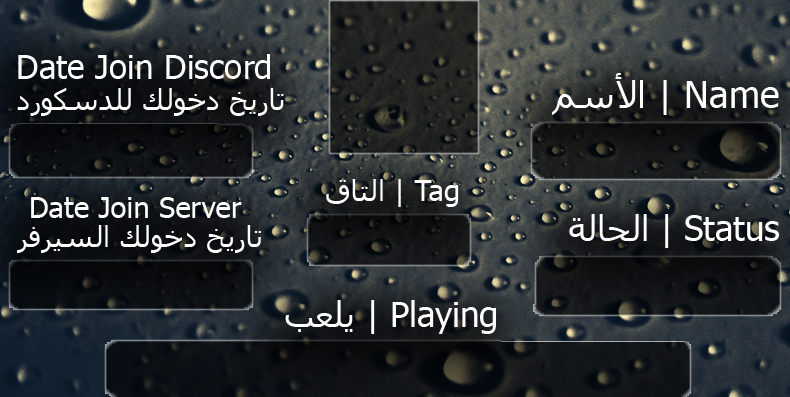 Date Join Discord
تاريخ دخولك للدسكورد
الأسم | Name
التاق | Tag
Date Join Server
تاريخ دخولك السيرفر
الحالة | Status
يلعب | Playing